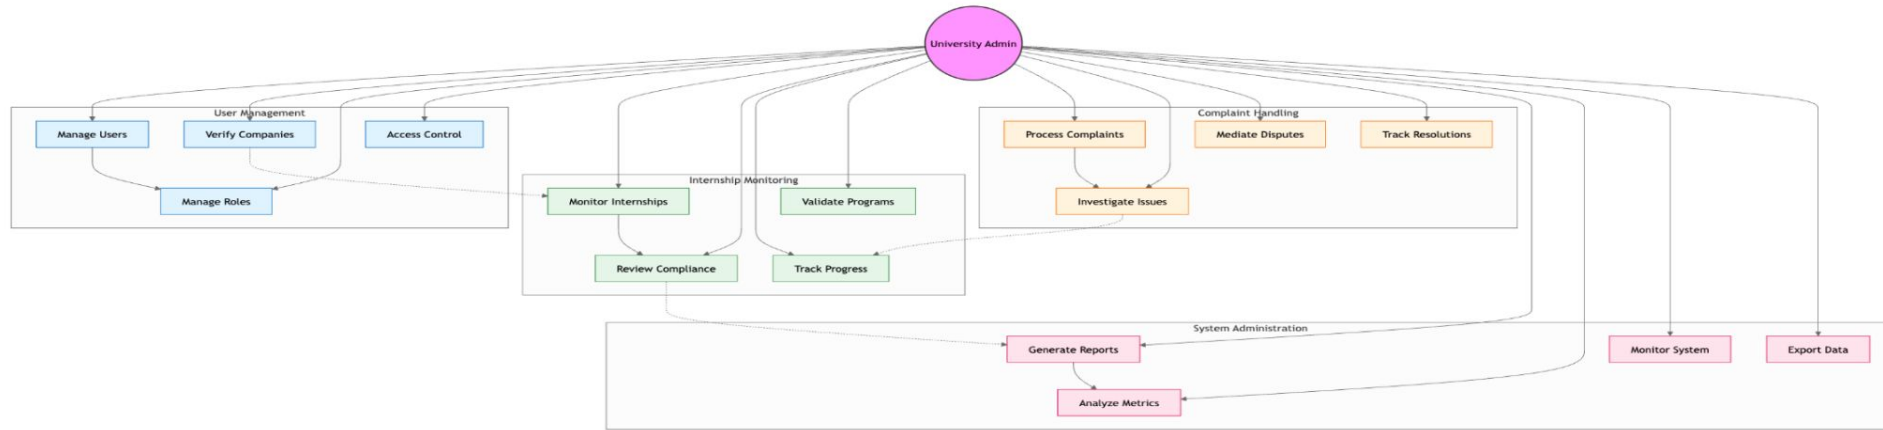 University Admin
User Management
Manage Users
Verify Companies
Access Control
Manage Roles
Internship Monitoring
Monitor Internships
Validate Programs
Review Compliance
Track Progress
Complaint Handling
Process Complaints
Mediate Disputes
Track Resolutions
Investigate Issues
System Administration
Generate Reports
Monitor System
Export Data
Analyze Metrics